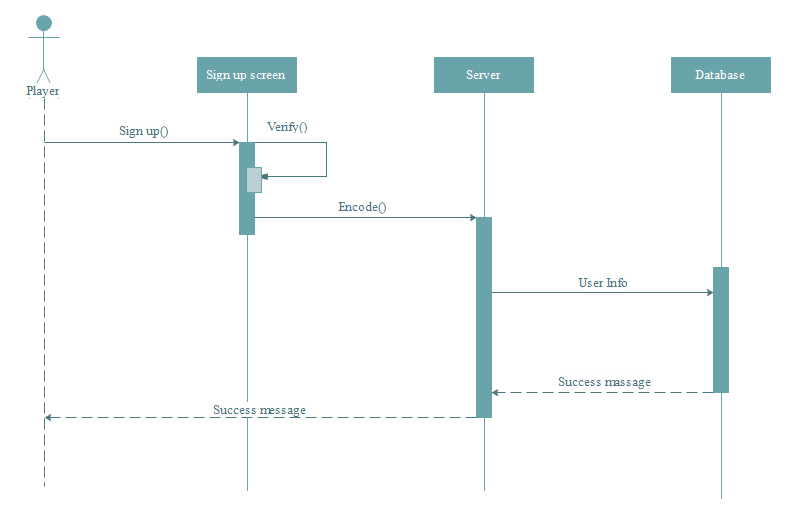 Sign up screen
Server
Database
Player
Sign up()
Verify()
Encode()
User Info
Success massage
Success message